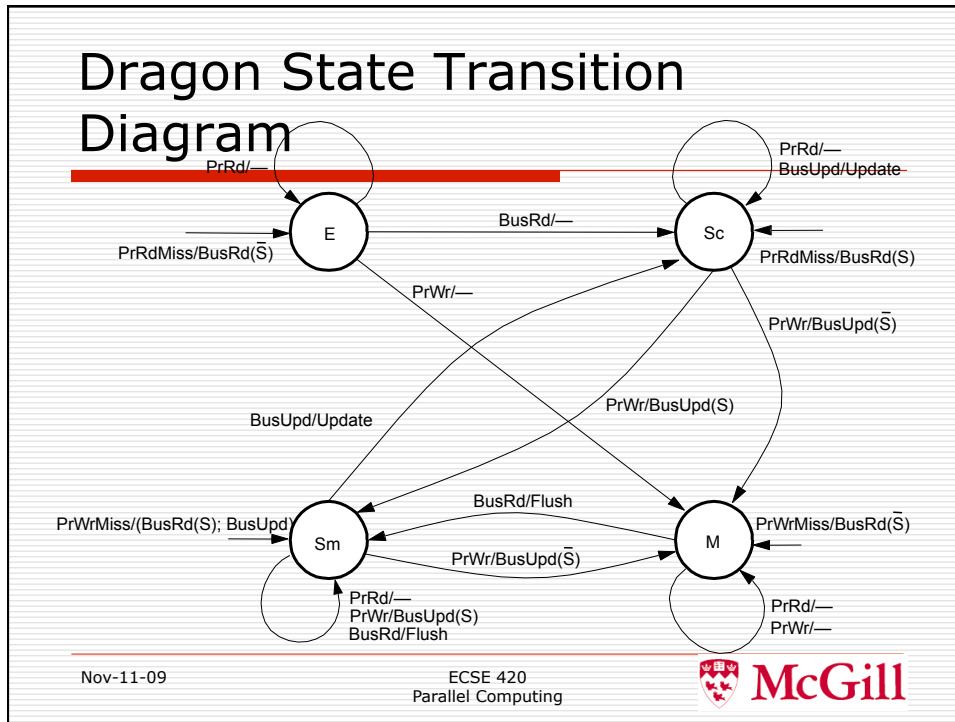 Dragon State Transition
Diagram
PrRd/—
PrRd/—
BusUpd/Update
E
BusRd/—
Sc
PrRdMiss/BusRd(S̄)
PrRdMiss/BusRd(S)
PrWr/—
PrWr/BusUpd(S̄)
BusUpd/Update
PrWr/BusUpd(S)
BusRd/Flush
PrWrMiss/(BusRd(S); BusUpd)
Sm
M
PrWrMiss/BusRd(S̄)
PrWr/BusUpd(S̄)
PrRd/—
PrWr/BusUpd(S)
BusRd/Flush
PrRd/—
PrWr/—
Nov-11-09
ECSE 420
Parallel Computing
McGill